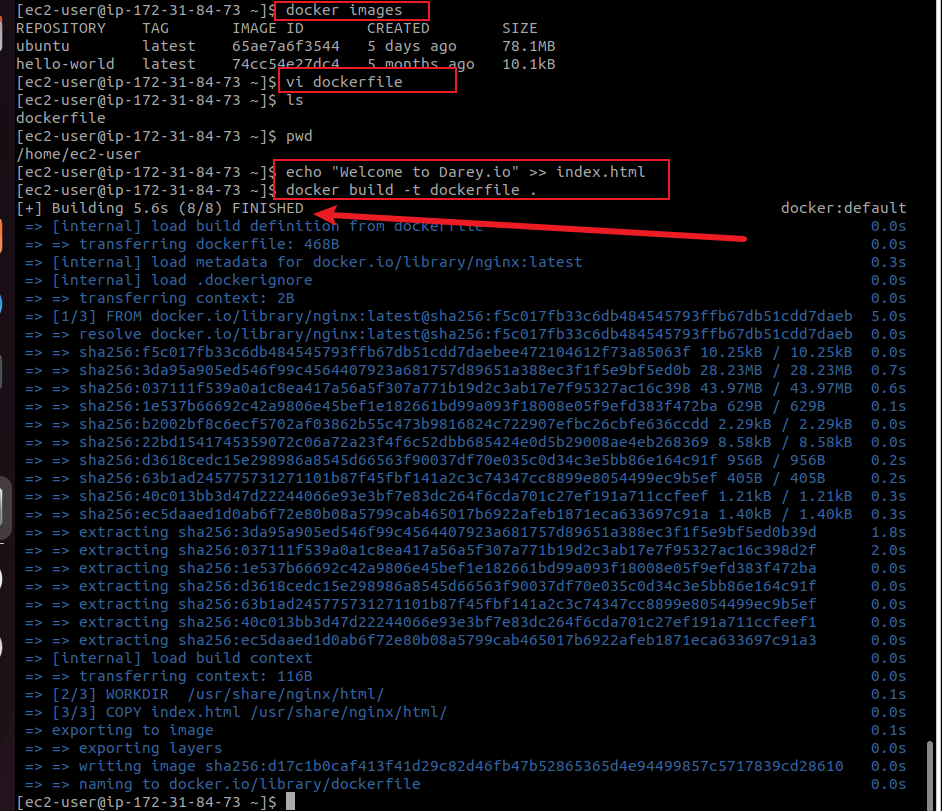 [ec2-user@ip-172-31-84-73 ~]$ docker images
REPOSITORY TAG IMAGE ID CREATED SIZE
ubuntu latest 65ae7a6f3544 5 days ago 78.1MB
hello-world latest 74cc54e27dc4 5 months ago 10.1kB
[ec2-user@ip-172-31-84-73 ~]$ vi dockerfile
[ec2-user@ip-172-31-84-73 ~]$ ls
dockerfile
[ec2-user@ip-172-31-84-73 ~]$ pwd
/home/ec2-user
[ec2-user@ip-172-31-84-73 ~]$ echo "Welcome to Darey.io" >> index.html
[ec2-user@ip-172-31-84-73 ~]$ docker build -t dockerfile .
[+] Building 5.6s (8/8) FINISHED docker:default
=> [internal] load build definition from dockerfile 0.0s
=> => transferring dockerfile: 468B 0.0s
=> [internal] load metadata for docker.io/library/nginx:latest 0.3s
=> [internal] load .dockerignore 0.0s
=> => transferring context: 2B 0.0s
=> [1/3] FROM docker.io/library/nginx:latest@sha256:f5c017fb33c6db484545793ffb67db51cdd7daeb 5.0s
=> => resolve docker.io/library/nginx:latest@sha256:f5c017fb33c6db484545793ffb67db51cdd7daeb 0.0s
=> => sha256:f5c017fb33c6db484545793ffb67db51cdd7daebee472104612f73a85063f 10.25kB / 10.25kB 0.0s
=> => sha256:3da95a905ed546f99c4564407923a681757d89651a388ec3f1f5e9bf5ed0b 28.23MB / 28.23MB 0.7s
=> => sha256:037111f539a0a1c8ea417a56a5f307a771b19d2c3ab17e7f95327ac16c398 43.97MB / 43.97MB 0.6s
=> => sha256:1e537b66692c42a9806e45bef1e182661bd99a093f18008e05f9efd383f472ba 629B / 629B 0.1s
=> => sha256:b2002bf8c6ecf5702af03862b55c473b9816824c722907efbc26cbfe636ccdd 2.29kB / 2.29kB 0.0s
=> => sha256:22bd1541745359072c06a72a23f4f6c52dbb685424e0d5b29008ae4eb268369 8.58kB / 8.58kB 0.0s
=> => sha256:d3618cedc15e298986a8545d66563f90037df70e035c0d34c3e5bb86e164c91f 956B / 956B 0.2s
=> => sha256:63b1ad245775731271101b87f45fbf141a2c3c74347cc8899e8054499ec9b5ef 405B / 405B 0.2s
=> => sha256:40c013bb3d47d22244066e93e3bf7e83dc264f6cda701c27ef191a711ccfeef 1.21kB / 1.21kB 0.3s
=> => sha256:ec5daaed1d0ab6f72e80b08a5799cab465017b6922afeb1871eca633697c91a 1.40kB / 1.40kB 0.3s
=> => extracting sha256:3da95a905ed546f99c4564407923a681757d89651a388ec3f1f5e9bf5ed0b39d 1.8s
=> => extracting sha256:037111f539a0a1c8ea417a56a5f307a771b19d2c3ab17e7f95327ac16c398d2f 2.0s
=> => extracting sha256:1e537b66692c42a9806e45bef1e182661bd99a093f18008e05f9efd383f472ba 0.0s
=> => extracting sha256:d3618cedc15e298986a8545d66563f90037df70e035c0d34c3e5bb86e164c91f 0.0s
=> => extracting sha256:63b1ad245775731271101b87f45fbf141a2c3c74347cc8899e8054499ec9b5ef 0.0s
=> => extracting sha256:40c013bb3d47d22244066e93e3bf7e83dc264f6cda701c27ef191a711ccfeef1 0.0s
=> => extracting sha256:ec5daaed1d0ab6f72e80b08a5799cab465017b6922afeb1871eca633697c91a3 0.0s
=> [internal] load build context 0.0s
=> => transferring context: 116B 0.0s
=> [2/3] WORKDIR /usr/share/nginx/html/ 0.1s
=> [3/3] COPY index.html /usr/share/nginx/html/ 0.0s
=> exporting to image 0.1s
=> => exporting layers 0.0s
=> => writing image sha256:d17c1b0caf413f41d29c82d46fb47b52865365d4e94499857c5717839cd28610 0.0s
=> => naming to docker.io/library/dockerfile 0.0s
[ec2-user@ip-172-31-84-73 ~]$